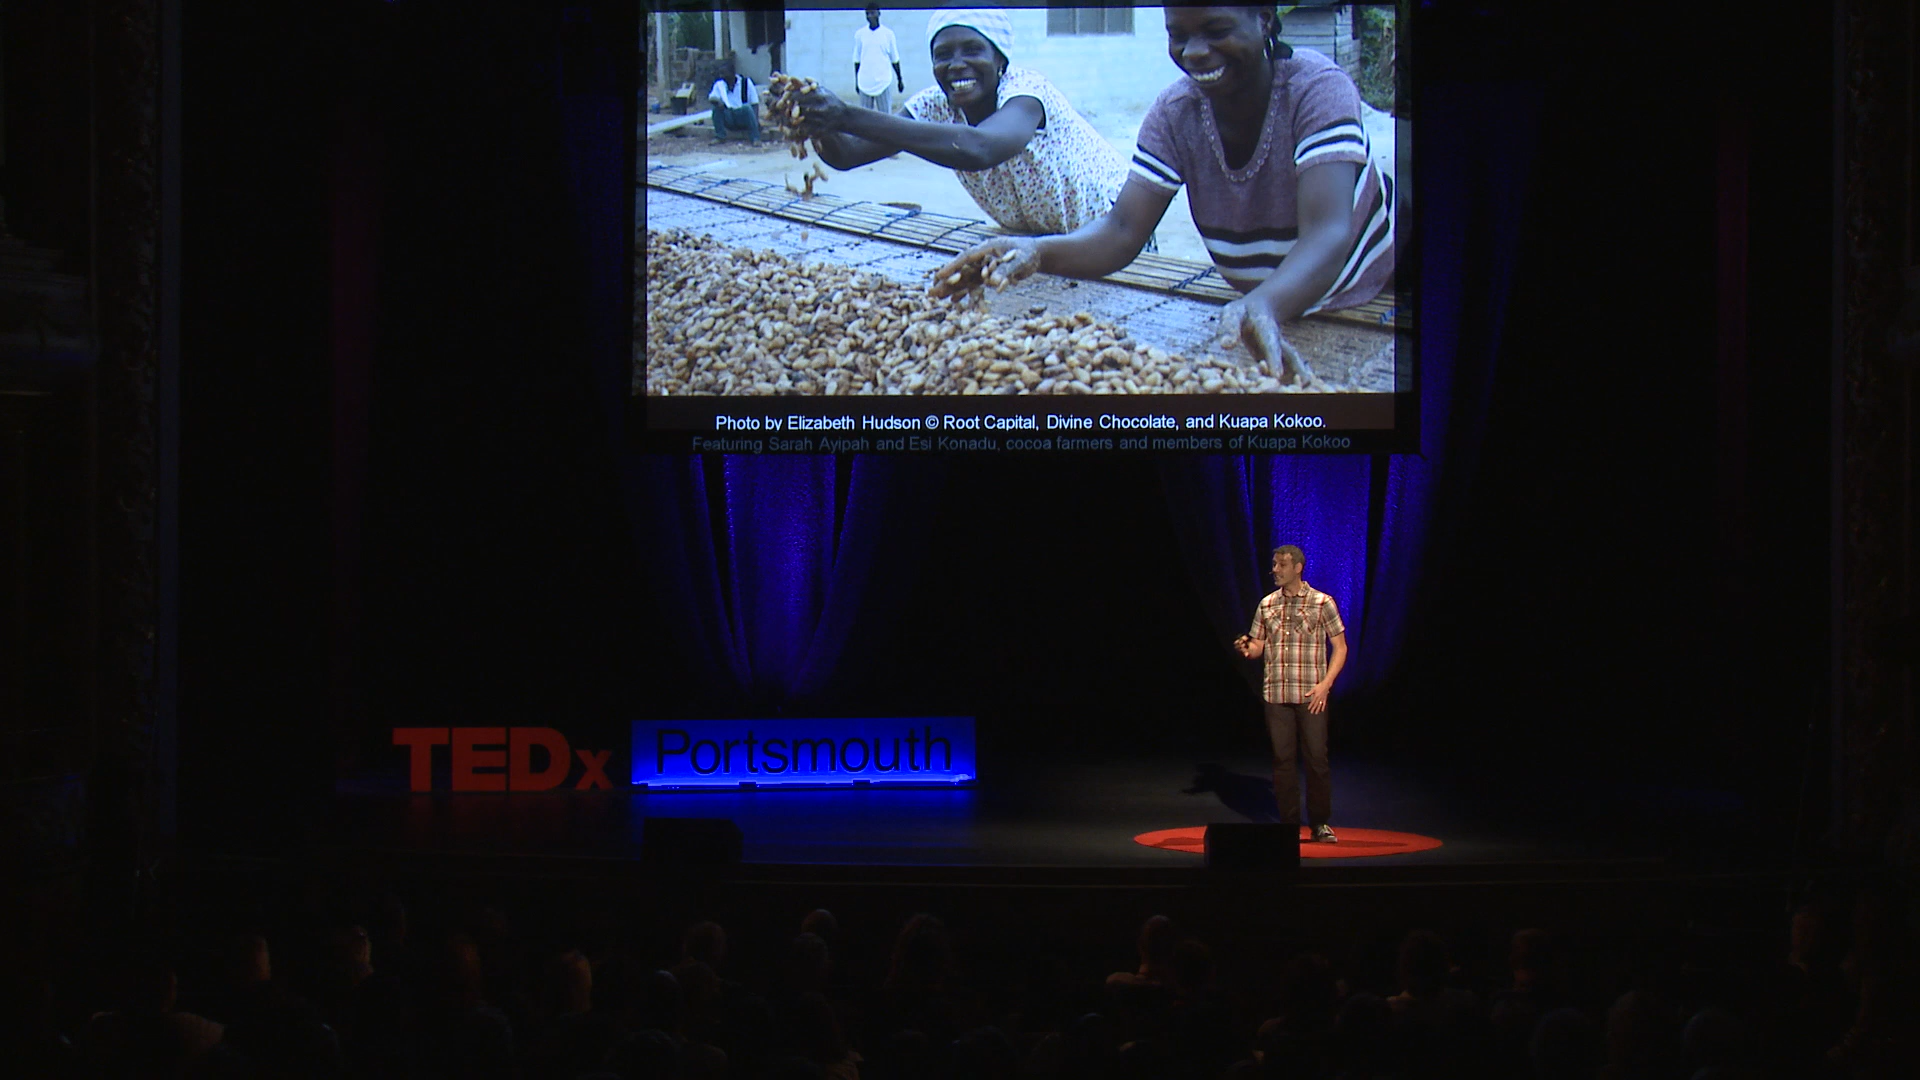 Photo by Elizabeth Hudson © Root Capital, Divine Chocolate, and Kuapa Kokoo.
Featuring Sarah Ayipah and Esi Konadu, cocoa farmers and members of Kuapa Kokoo
TEDx Portsmouth